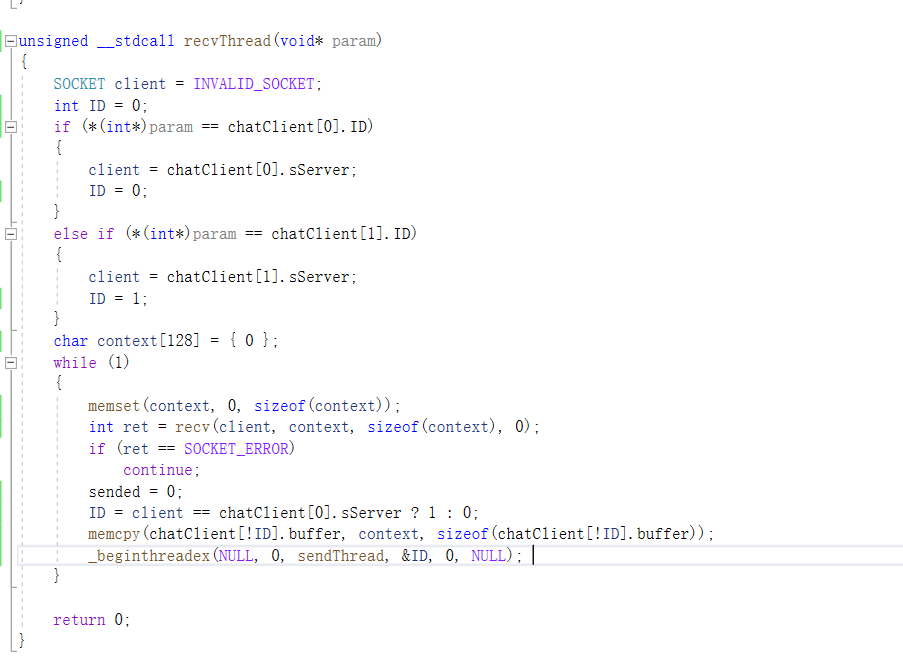 }
unsigned __stdcall recvThread(void* param)
{
    SOCKET client = INVALID_SOCKET;
    int ID = 0;
    if (*(int*)param == chatClient[0].ID)
    {
        client = chatClient[0].sServer;
        ID = 0;
    }
    else if (*(int*)param == chatClient[1].ID)
    {
        client = chatClient[1].sServer;
        ID = 1;
    }
    char context[128] = { 0 };
    while (1)
    {
        memset(context, 0, sizeof(context));
        int ret = recv(client, context, sizeof(context), 0);
        if (ret == SOCKET_ERROR)
            continue;
        sended = 0;
        ID = client == chatClient[0].sServer ? 1 : 0;
        memcpy(chatClient[!ID].buffer, context, sizeof(chatClient[!ID].buffer));
        _beginthreadex(NULL, 0, sendThread, &ID, 0, NULL);
    }
    return 0;
}